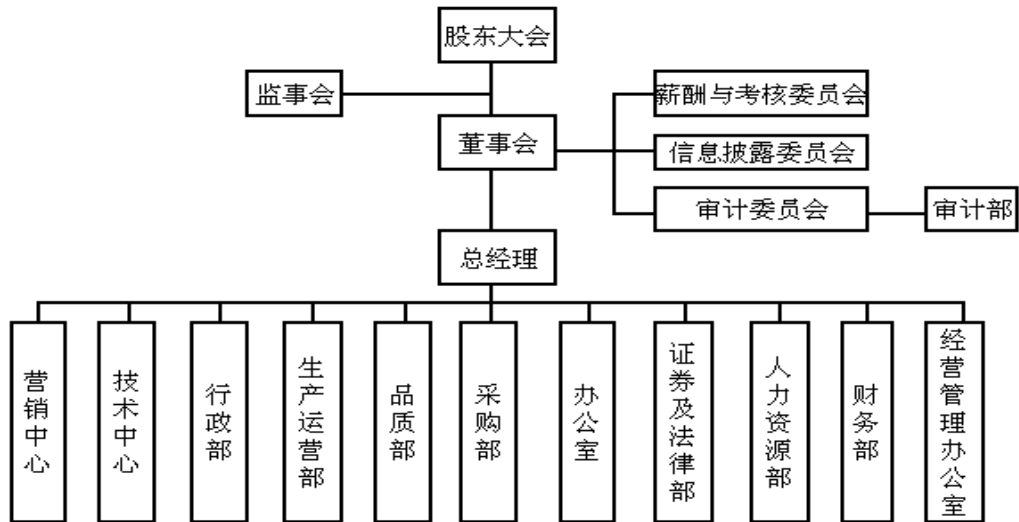 股东大会
监事会
薪酬与考核委员会
董事会
信息披露委员会
审计委员会
审计部
总经理
营销中心
技术中心
行政部
生产运营部
品质部
采购部
办公室
证券及法律部
人力资源部
财务部
经营管理办公室